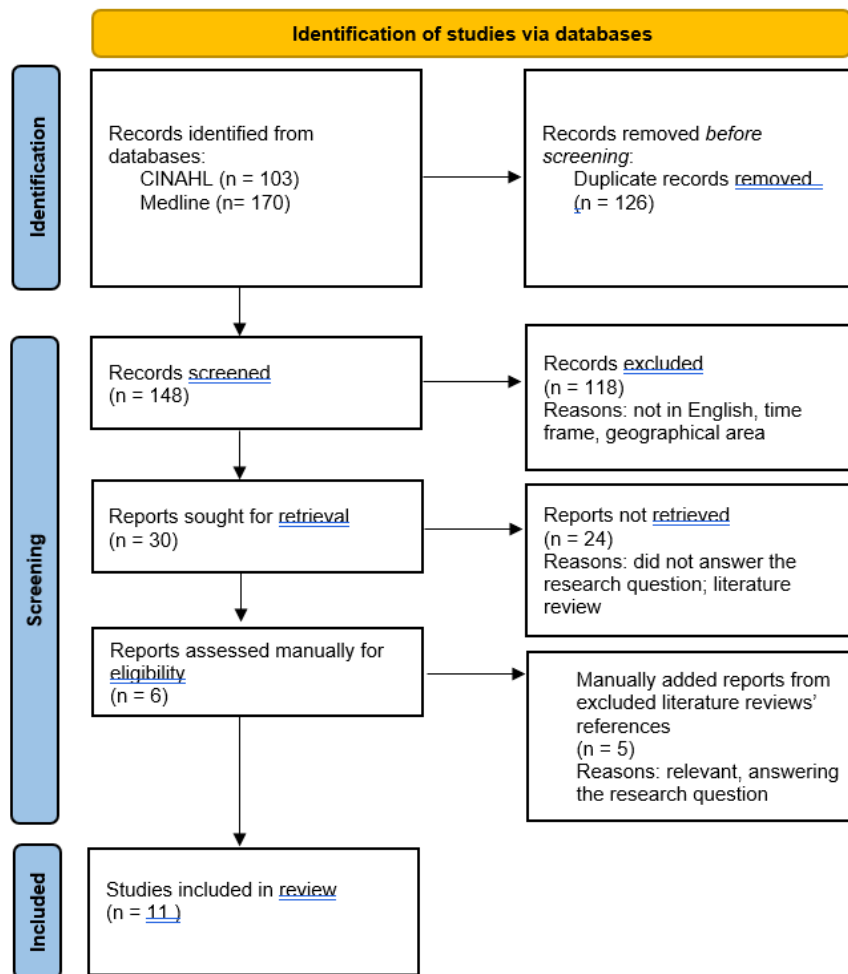 Identification of studies via databases
Identification
Records identified from
databases:
CINAHL (n = 103)
Medline (n= 170)
Records removed before
screening:
Duplicate records removed
(n = 126)
Screening
Records screened
(n = 148)
Records excluded
(n = 118)
Reasons: not in English, time
frame, geographical area
Reports sought for retrieval
(n = 30)
Reports not retrieved
(n = 24)
Reasons: did not answer the
research question; literature
review
Reports assessed manually for
eligibility
(n = 6)
Manually added reports from
excluded literature reviews’
references
(n = 5)
Reasons: relevant, answering
the research question
Included
Studies included in review
(n = 11 )